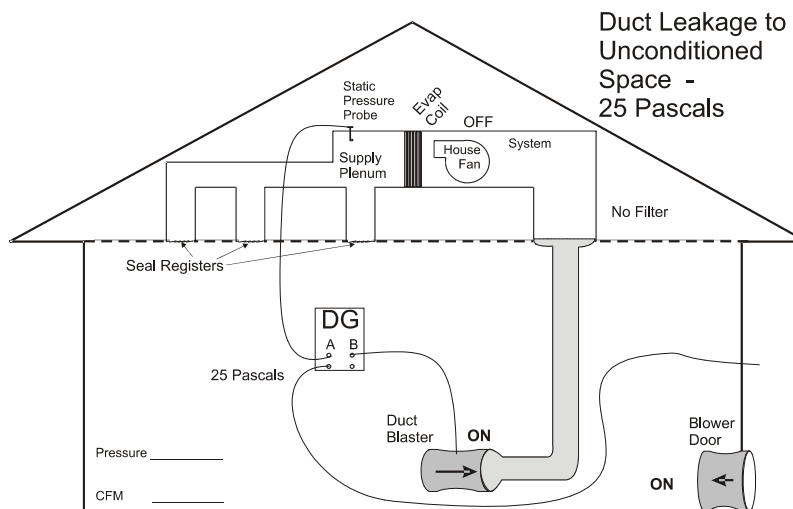 Duct Leakage to
Unconditioned
Space -
25 Pascals
Static
Pressure
Probe
Evap
Coil
OFF
System
House
Fan
Supply
Plenum
No Filter
Seal Registers
DG
A B
25 Pascals
Duct
Blaster
ON
Blower
Door
ON
Pressure
CFM